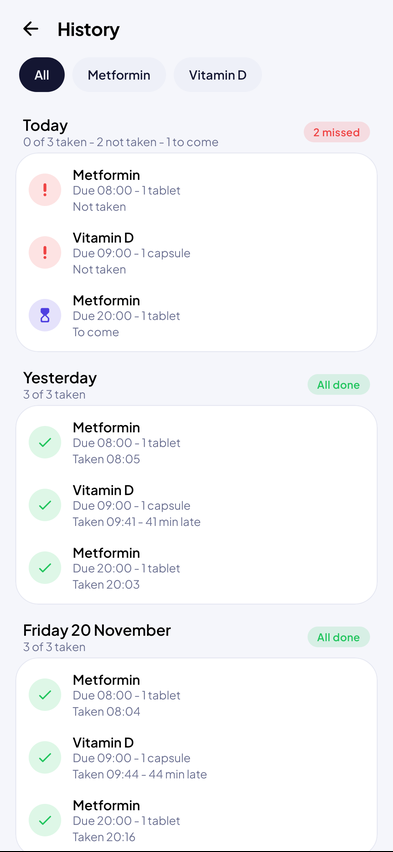 History
All
Metformin
Vitamin D
Today
2 missed
0 of 3 taken - 2 not taken - 1 to come
Metformin
Due 08:00 - 1 tablet
Not taken
Vitamin D
Due 09:00 - 1 capsule
Not taken
Metformin
Due 20:00 - 1 tablet
To come
Yesterday
All done
3 of 3 taken
Metformin
Due 08:00 - 1 tablet
Taken 08:05
Vitamin D
Due 09:00 - 1 capsule
Taken 09:41 - 41 min late
Metformin
Due 20:00 - 1 tablet
Taken 20:03
Friday 20 November
All done
3 of 3 taken
Metformin
Due 08:00 - 1 tablet
Taken 08:04
Vitamin D
Due 09:00 - 1 capsule
Taken 09:44 - 44 min late
Metformin
Due 20:00 - 1 tablet
Taken 20:16